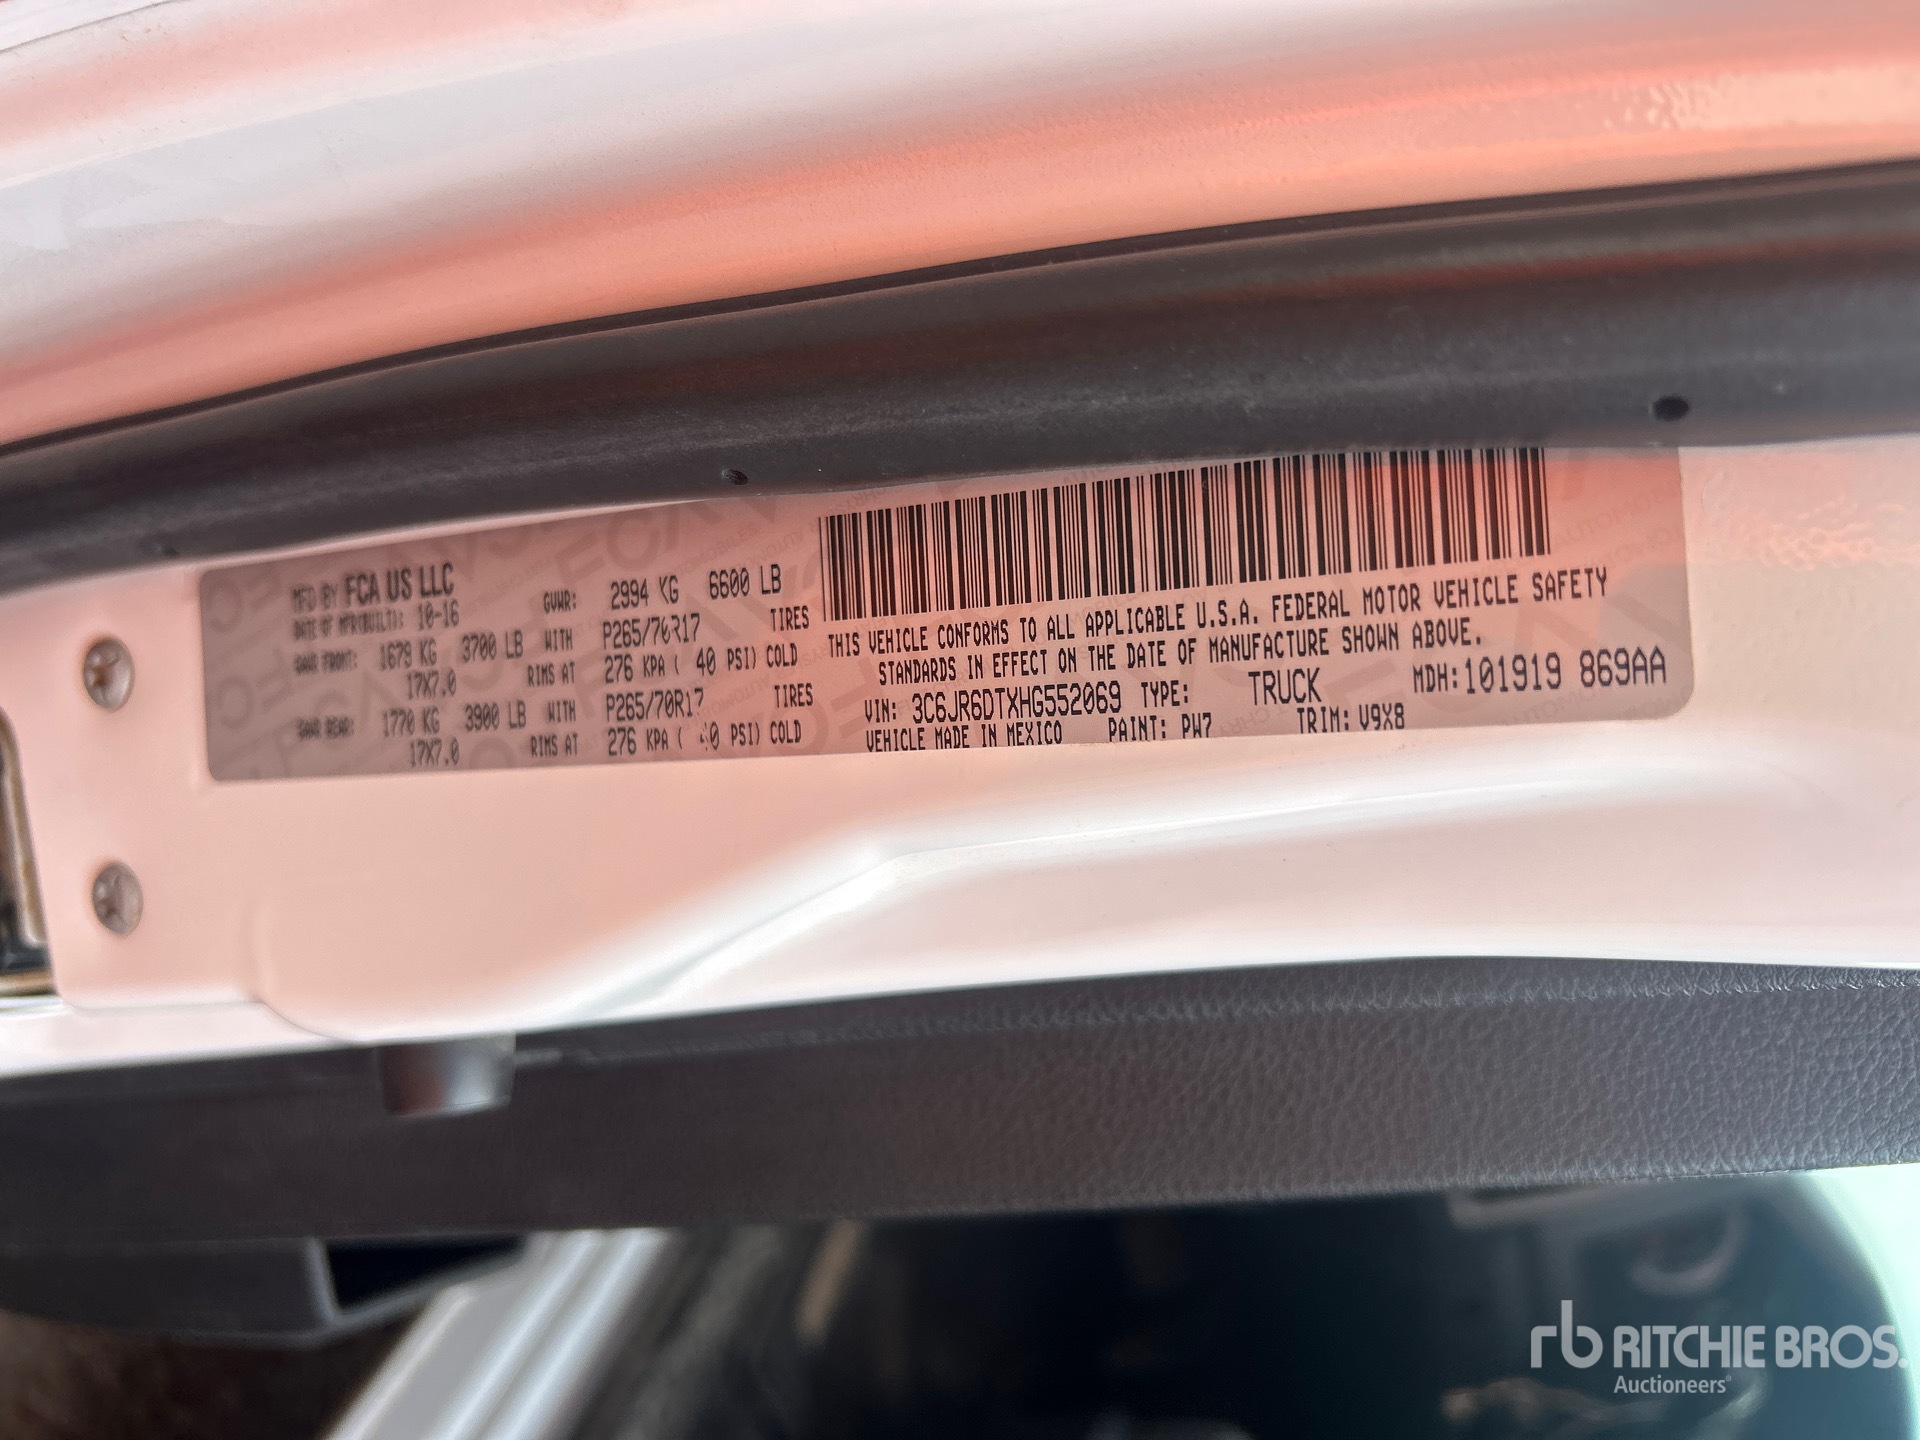 MFD BY FCA US LLC
DATE OF MFR(BUILT): 10-16 GVWR: 2994 KG 6600 LB
GAWR FRONT: 1679 KG 3700 LB WITH P265/70R17 TIRES
17X7.0 RIMS AT 276 KPA ( 40 PSI) COLD
GAWR REAR: 1770 KG 3900 LB WITH P265/70R17 TIRES
17X7.0 RIMS AT 276 KPA ( 40 PSI) COLD
THIS VEHICLE CONFORMS TO ALL APPLICABLE U.S.A. FEDERAL MOTOR VEHICLE SAFETY
STANDARDS IN EFFECT ON THE DATE OF MANUFACTURE SHOWN ABOVE.
VIN: 3C6JR6DTXHG552069 TYPE: TRUCK MDH:101919 869AA
VEHICLE MADE IN MEXICO PAINT: PW7 TRIM: V9X8
rb RITCHIE BROS.
Auctioneers®